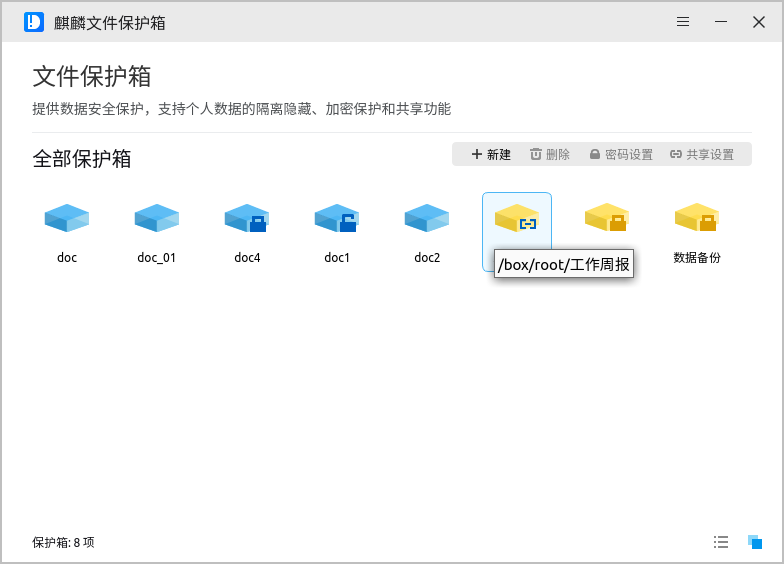 麒麟文件保护箱
文件保护箱
提供数据安全保护，支持个人数据的隔离隐藏、加密保护和共享功能
全部保护箱
新建 删除 密码设置 共享设置
doc doc_01 doc4 doc1 doc2 数据备份
/box/root/工作周报
保护箱: 8 项